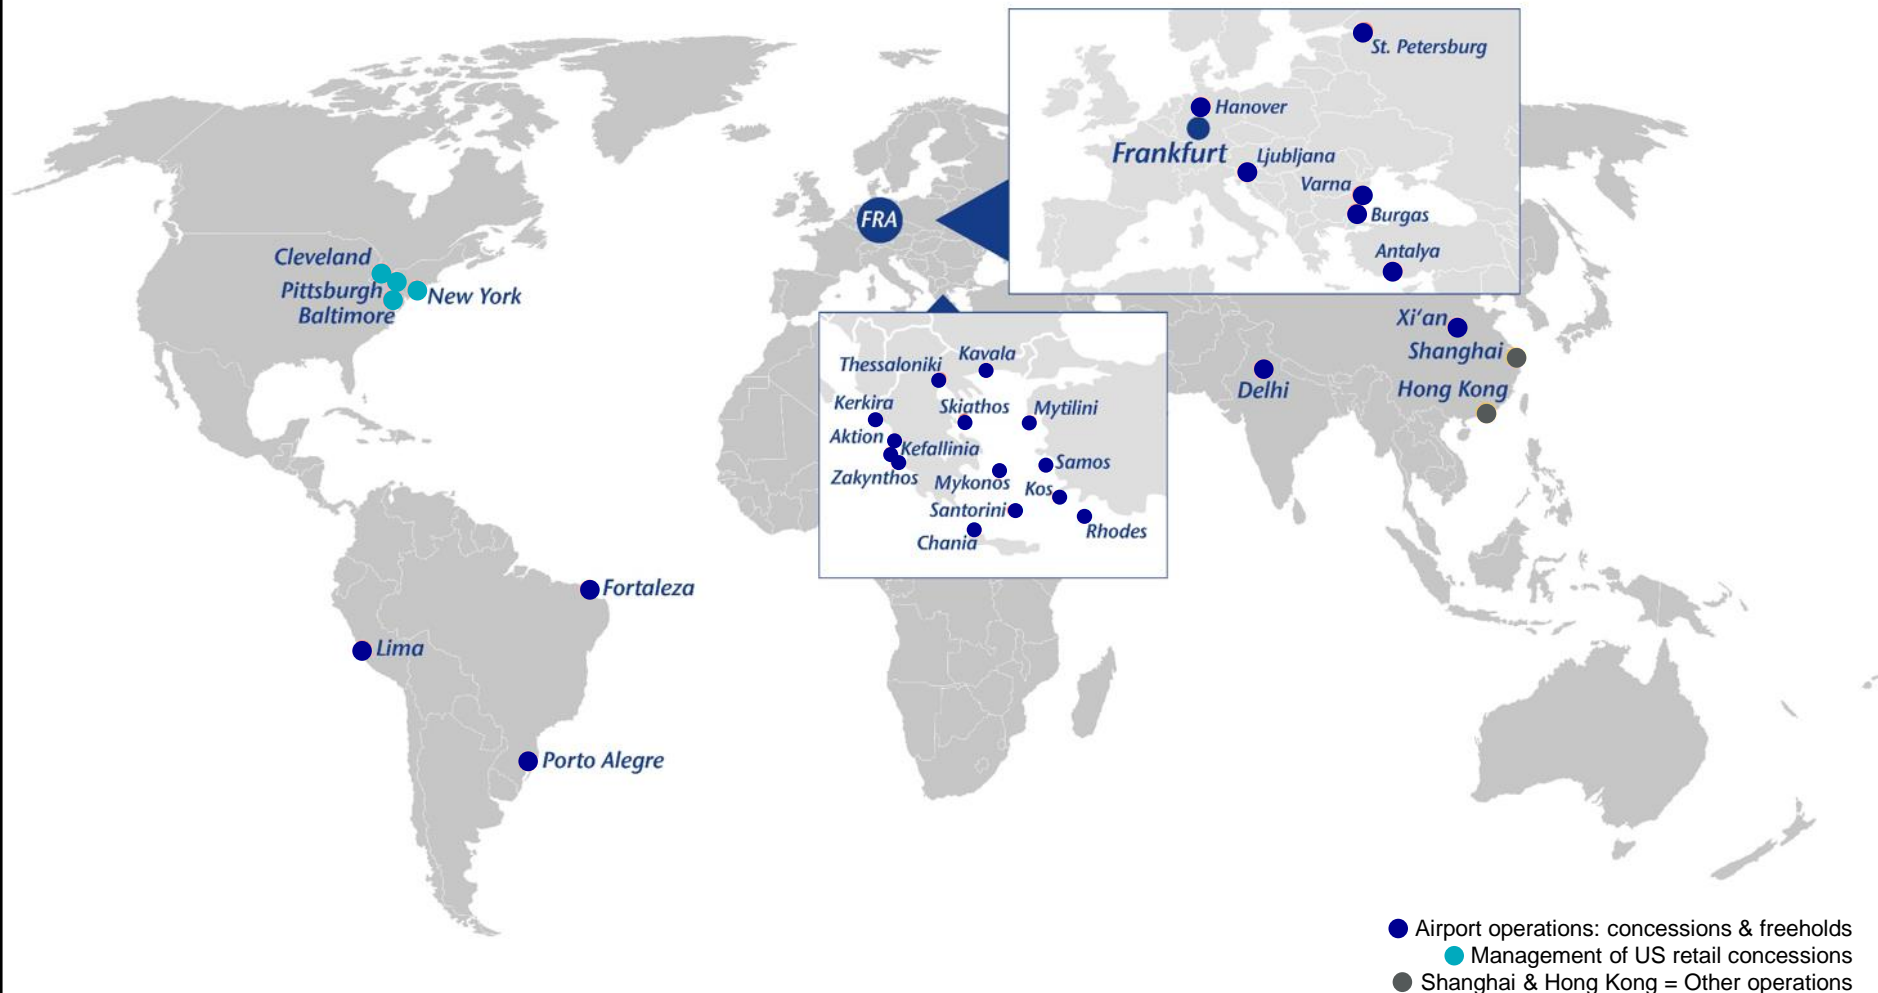 St. Petersburg
Hanover
Frankfurt
Ljubljana
Varna
Burgas
Antalya
FRA
Cleveland
Pittsburgh
New York
Baltimore
Xi‘an
Shanghai
Delhi
Hong Kong
Thessaloniki
Kavala
Kerkira
Skiathos
Mytilini
Aktion
Kefallinia
Zakynthos
Mykonos
Samos
Kos
Santorini
Rhodes
Chania
Fortaleza
Lima
Porto Alegre
Airport operations: concessions & freeholds
Management of US retail concessions
Shanghai & Hong Kong = Other operations